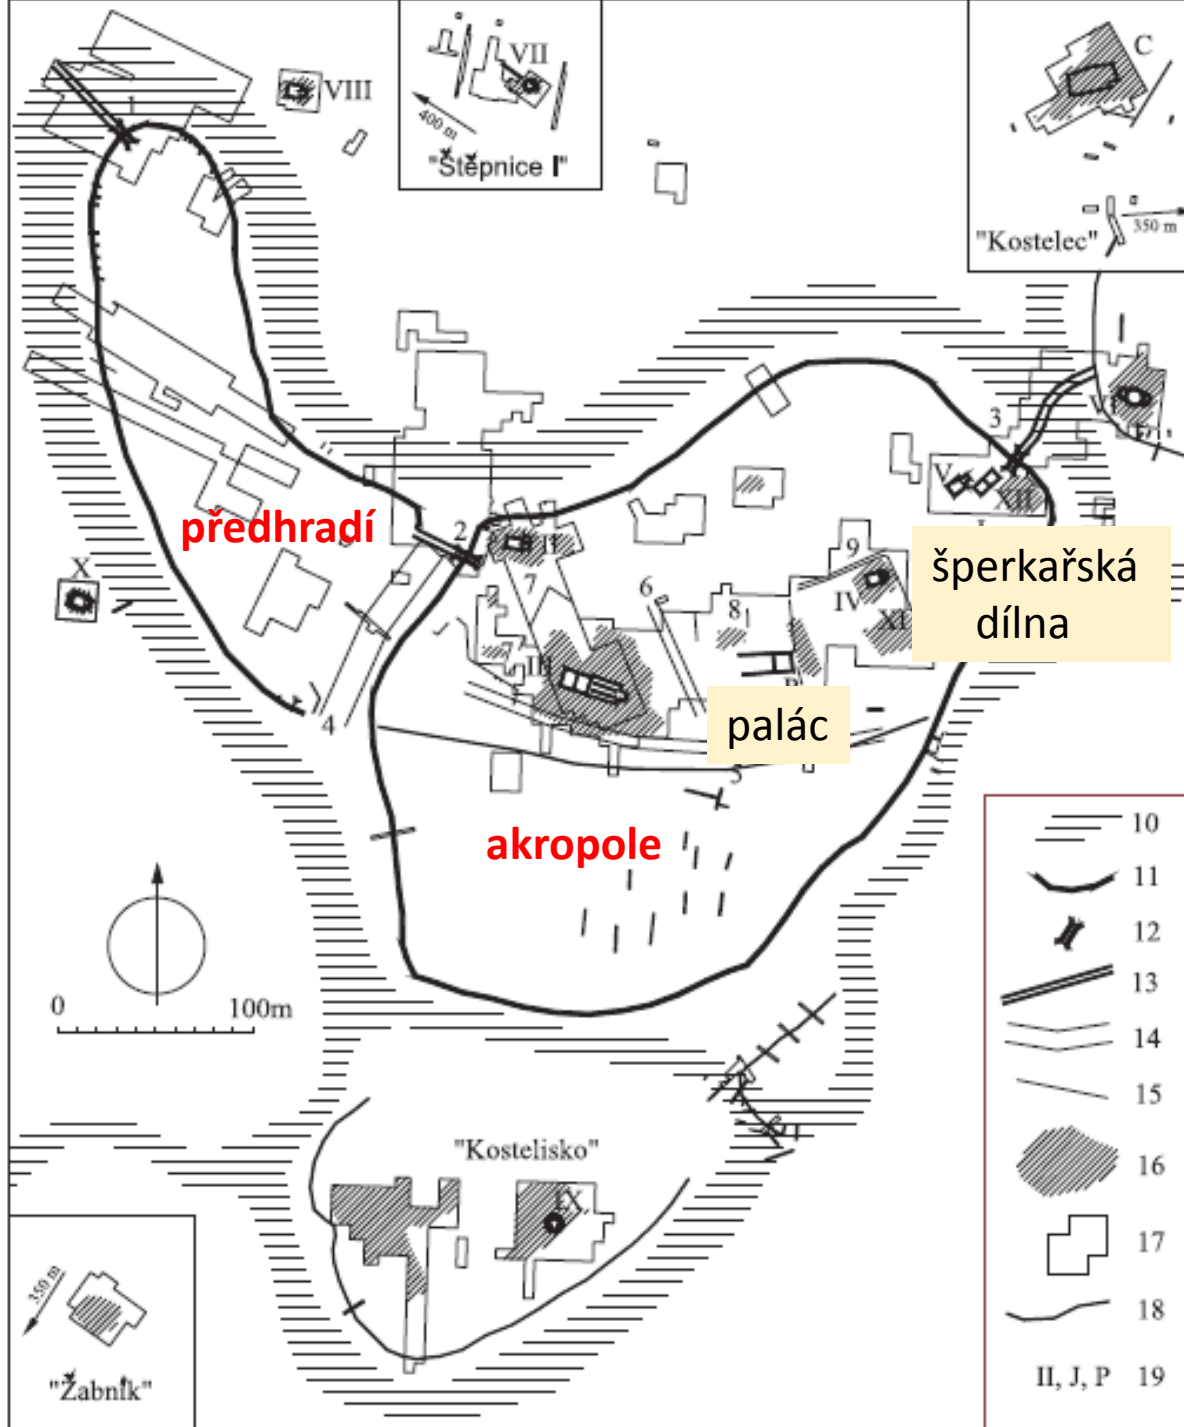 1
VIII
VII
400 m
"Štěpnice I"
C
350 m
"Kostelec"
VI
3
V
XII
předhradí
2
II
7
6
8
9
IV
XI
šperkařská
dílna
X
III
7
4
palác
5
akropole
0 100m
"Kostelisko"
IX
350 m
"Žabník"
10
11
12
13
14
15
16
17
18
II, J, P 19